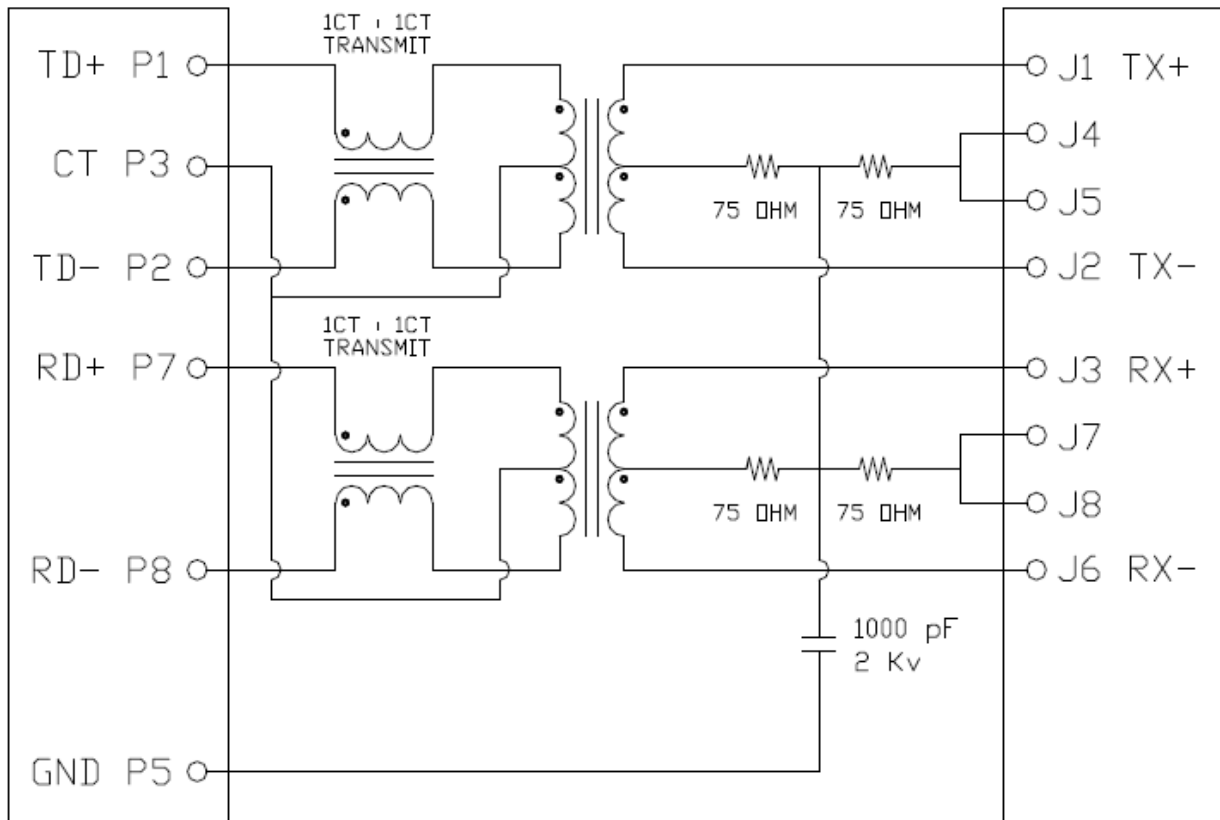 1CT : 1CT
TRANSMIT
TD+ P1
J1 TX+
J4
CT P3
75 OHM
75 OHM
J5
TD- P2
J2 TX-
1CT : 1CT
TRANSMIT
RD+ P7
J3 RX+
J7
75 OHM
75 OHM
J8
RD- P8
J6 RX-
1000 pF
2 Kv
GND P5